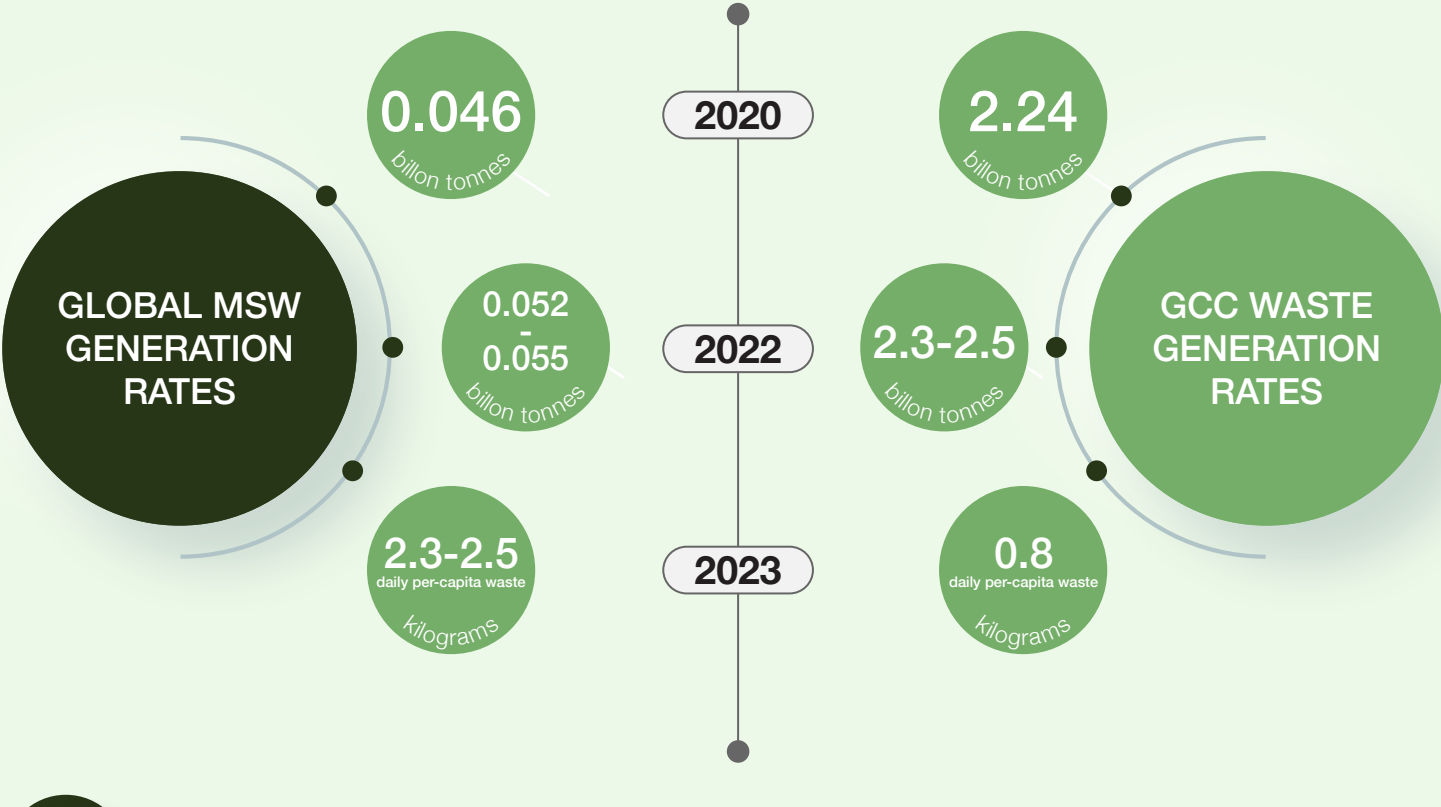 GLOBAL MSW
GENERATION
RATES
0.046
billon tonnes
0.052
-
0.055
billon tonnes
2.3-2.5
daily per-capita waste
kilograms
2020
2022
2023
2.24
billon tonnes
2.3-2.5
billon tonnes
0.8
daily per-capita waste
kilograms
GCC WASTE
GENERATION
RATES